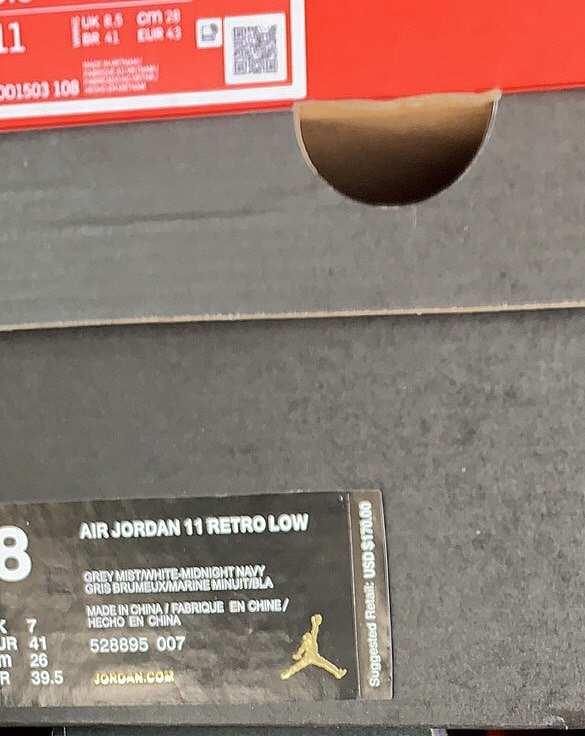 11
UK 8.5 cm 28
BR 41 EUR 43
001503 108
8
AIR JORDAN 11 RETRO LOW
GREY MIST/WHITE-MIDNIGHT NAVY
GRIS BRUMEUX/MARINE MINUIT/BLA
MADE IN CHINA / FABRIQUE EN CHINE /
HECHO EN CHINA
K 7
UR 41
m 26
R 39.5
528895 007
JORDAN.COM
Suggested Retail: USD $170.00